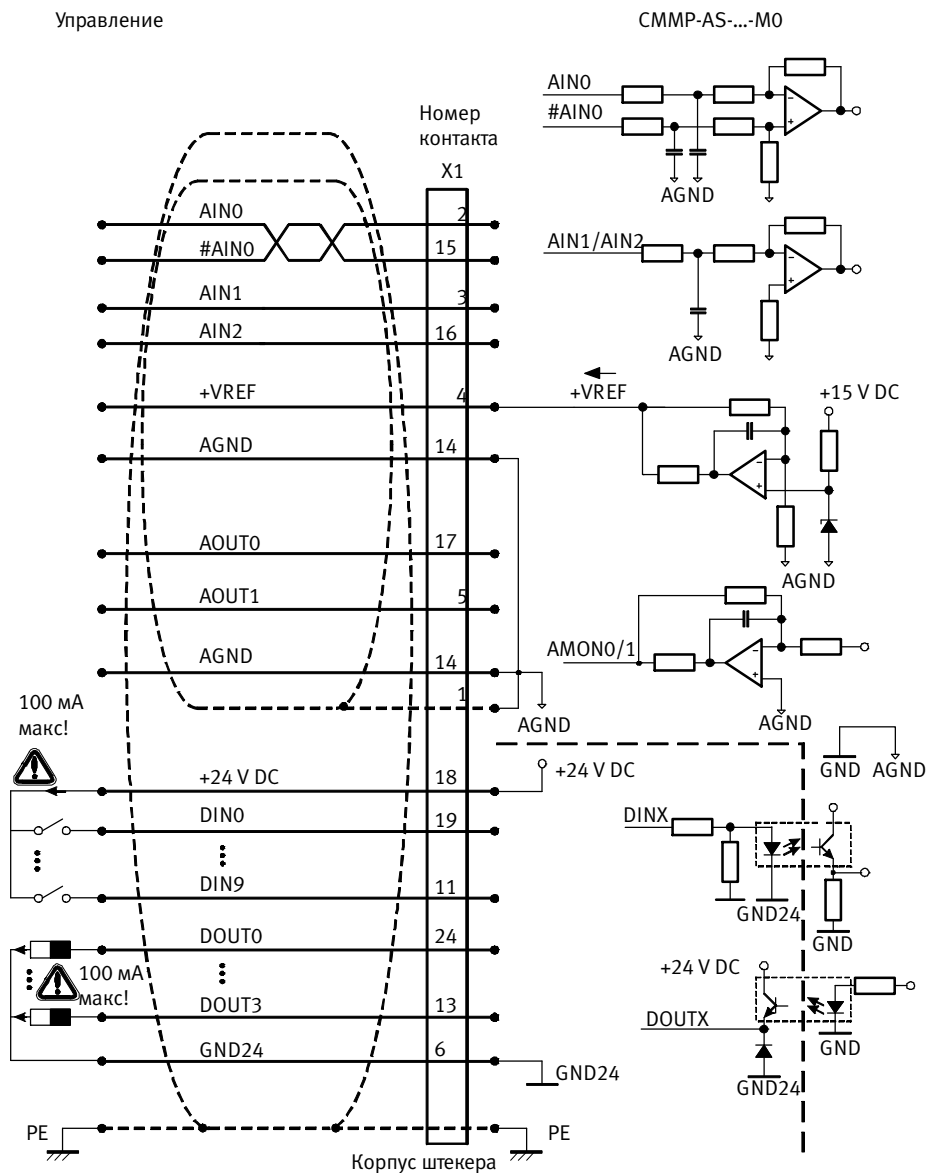 Управление
CMMP-AS-...-M0
Номер
контакта
X1
AIN0
#AIN0
AGND
AIN0
2
#AIN0
15
AIN1
3
AIN2
16
AIN1/AIN2
AGND
+VREF
4
+VREF
+15 V DC
AGND
14
AGND
AOUT0
17
AOUT1
5
AGND
14
1
AGND
AMON0/1
AGND
GND
AGND
100 мА
макс!
+24 V DC
18
+24 V DC
DIN0
19
DIN9
11
DINX
GND24
GND
DOUT0
24
100 мА
макс!
DOUT3
13
GND24
6
GND24
+24 V DC
DOUTX
GND
GND24
PE
PE
Корпус штекера